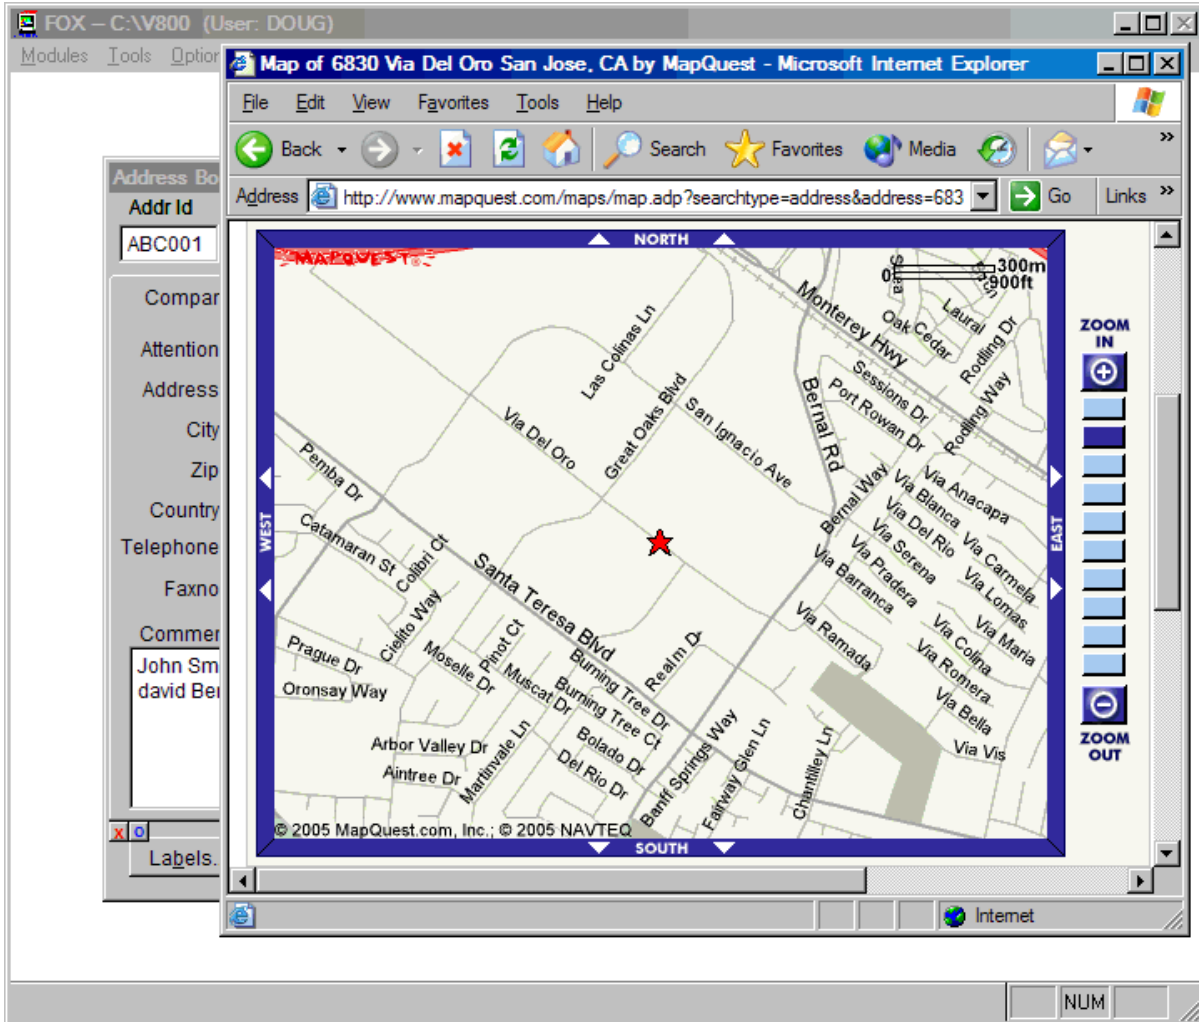 FOX – C:\V800 (User: DOUG)
Modules Tools Option
Map of 6830 Via Del Oro San Jose, CA by MapQuest - Microsoft Internet Explorer
File Edit View Favorites Tools Help
Back Search Favorites Media
Address http://www.mapquest.com/maps/map.adp?searchtype=address&address=683 Go Links
Address Bo
Addr Id
ABC001
Compar
Attention
Address
City
Zip
Country
Telephone
Faxno
Commer
John Sm
david Ber
Labels.
NORTH
MAPQUEST
0 300m
900ft
Monterey Hwy
Las Colinas Ln
Oak Cedar
Laural
Rodling Dr
Sessions Dr
Port Rowan Dr
Rodling Way
Great Oaks Blvd
San Ignacio Ave
Bernal Rd
Via Del Oro
Pemba Dr
Bernal Way
Via Anacapa
Via Blanca
Via Del Rio
Via Carmela
Catamaran St
Colibri Ct
Via Serena
Via Lomas
Via Pradera
Via Barranca
Santa Teresa Blvd
Cielito Way
Via Maria
Via Ramada
Via Colina
Prague Dr
Moselle Dr
Pinot Ct
Burning Tree Dr
Realm Dr
Via Romera
Oronsay Way
Muscat Dr
Burning Tree Ct
Via Bella
Arbor Valley Dr
Martinvale Ln
Bolado Dr
Banff Springs Way
Fairway Glen Ln
Chantilley Ln
Via Vis
Aintree Dr
Del Rio Dr
© 2005 MapQuest.com, Inc.; © 2005 NAVTEQ
SOUTH
WEST
EAST
ZOOM
IN
ZOOM
OUT
Internet
NUM